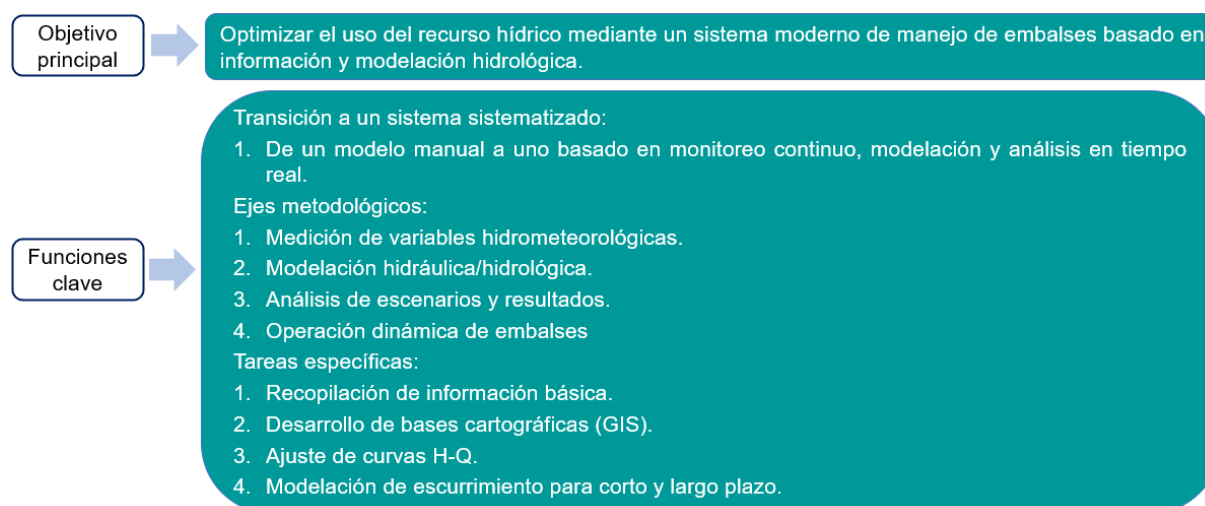 Objetivo
principal
Optimizar el uso del recurso hídrico mediante un sistema moderno de manejo de embalses basado en
información y modelación hidrológica.
Funciones
clave
Transición a un sistema sistematizado:
1. De un modelo manual a uno basado en monitoreo continuo, modelación y análisis en tiempo
real.
Ejes metodológicos:
1. Medición de variables hidrometeorológicas.
2. Modelación hidráulica/hidrológica.
3. Análisis de escenarios y resultados.
4. Operación dinámica de embalses
Tareas específicas:
1. Recopilación de información básica.
2. Desarrollo de bases cartográficas (GIS).
3. Ajuste de curvas H-Q.
4. Modelación de escurrimiento para corto y largo plazo.